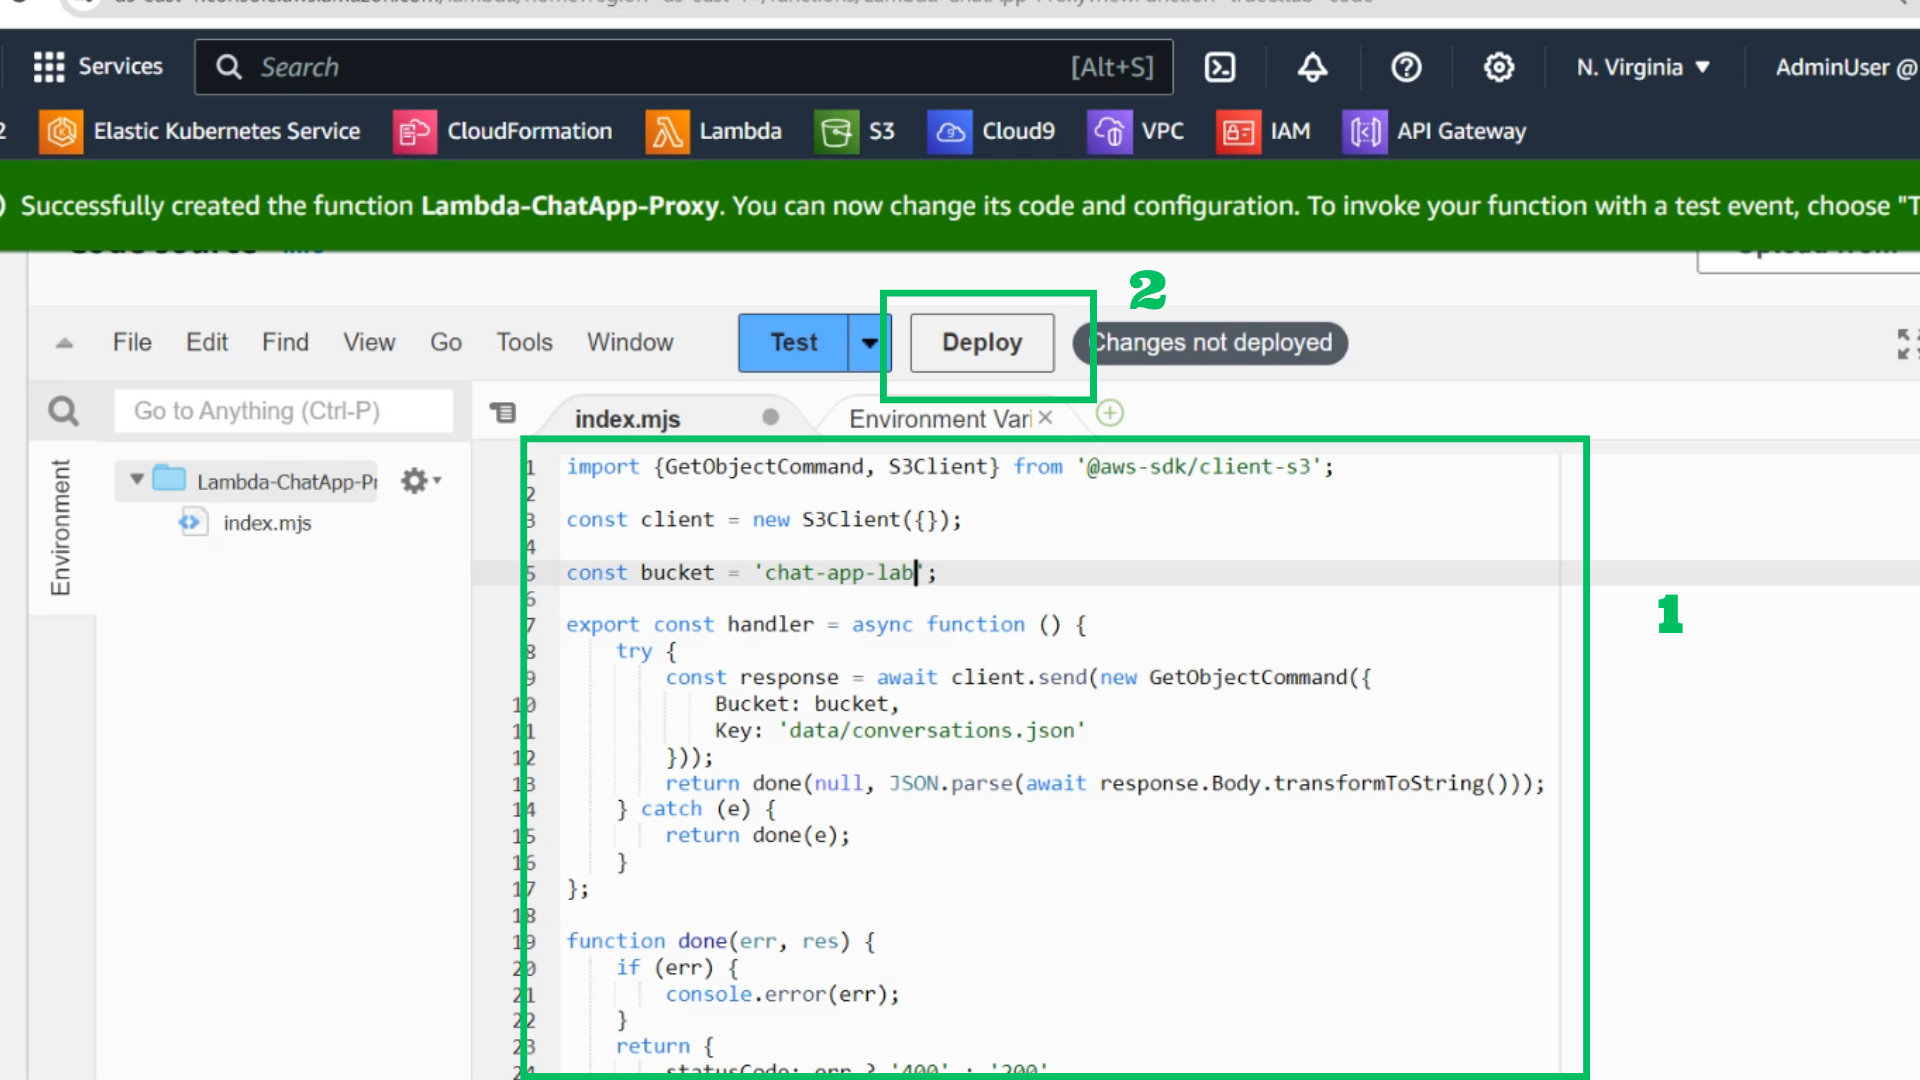 Services
Search
[Alt+S]
N. Virginia
AdminUser @
2
Elastic Kubernetes Service
CloudFormation
Lambda
S3
Cloud9
VPC
IAM
API Gateway
Successfully created the function Lambda-ChatApp-Proxy. You can now change its code and configuration. To invoke your function with a test event, choose "T
2
File Edit Find View Go Tools Window
Test
Deploy
Changes not deployed
Go to Anything (Ctrl-P)
index.mjs
Environment Vari
Environment
Lambda-ChatApp-Pr
index.mjs
1
1 import {GetObjectCommand, S3Client} from '@aws-sdk/client-s3';
2
3 const client = new S3Client({});
4
5 const bucket = 'chat-app-lab';
6
7 export const handler = async function () {
8 try {
9 const response = await client.send(new GetObjectCommand({
10 Bucket: bucket,
11 Key: 'data/conversations.json'
12 }));
13 return done(null, JSON.parse(await response.Body.transformToString()));
14 } catch (e) {
15 return done(e);
16 }
17 };
18
19 function done(err, res) {
20 if (err) {
21 console.error(err);
22 }
23 return {
24 statusCode: err ? '400' : '200'